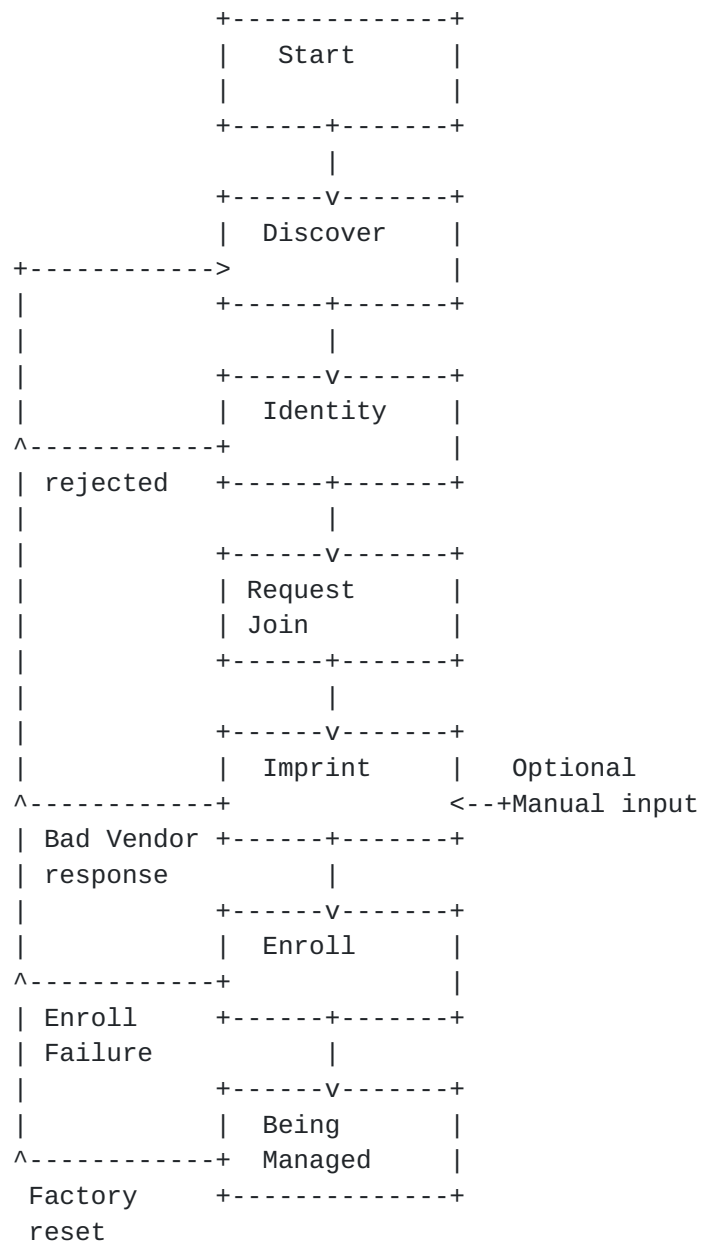 Start
Discover
Identity
rejected
Request
Join
Imprint Optional
Manual input
Bad Vendor
response
Enroll
Enroll
Failure
Being
Managed
Factory
reset